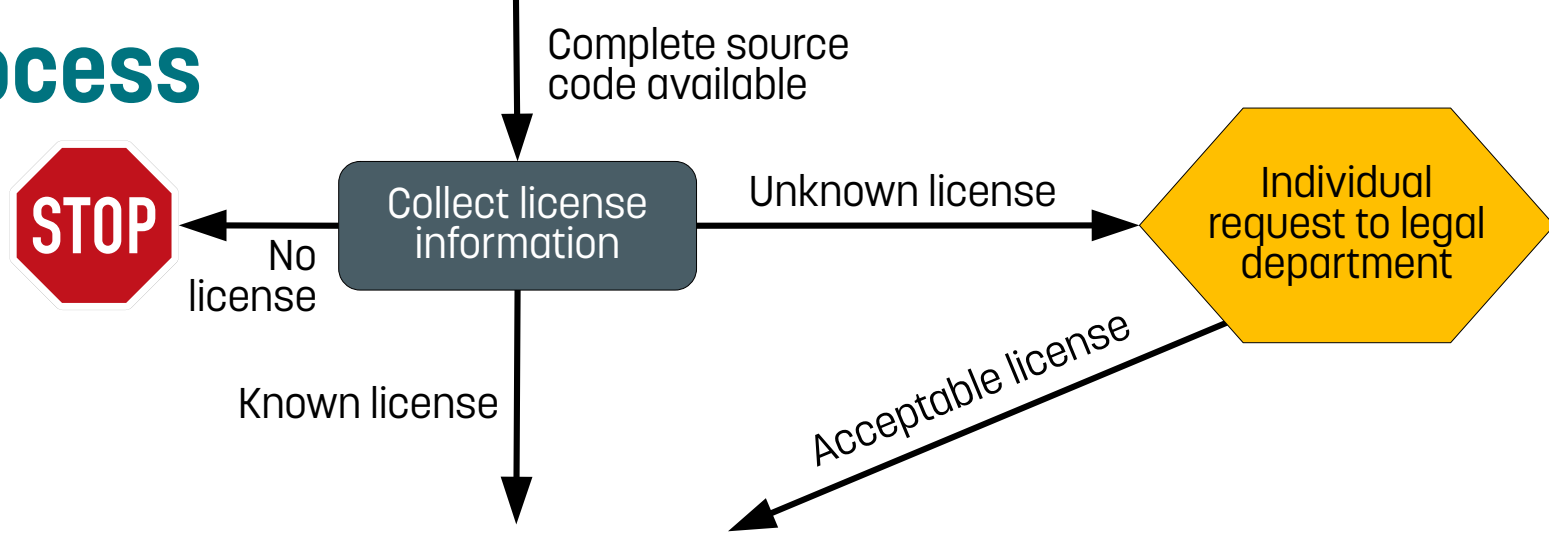 ocess
Complete source
code available
STOP
No
license
Collect license
information
Unknown license
Individual
request to legal
department
Known license
Acceptable license